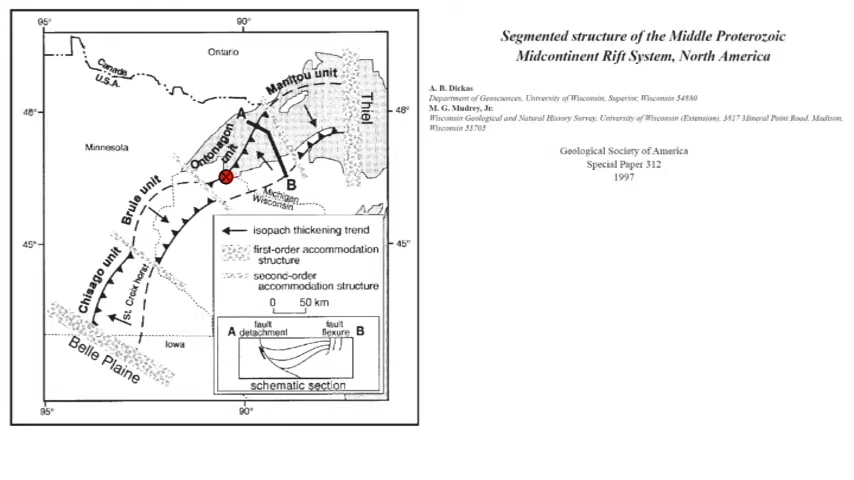 95°
90°
Ontario
Canada
U.S.A.
Manitou unit
Thiel
48°
48°
A
Minnesota
Ontonagon
unit
B
Michigan
Wisconsin
Brule unit
45°
45°
isopach thickening trend
first-order accommodation
structure
second-order
accommodation structure
0 50 km
Chisago unit
St. Croix horst
Belle Plaine
Iowa
fault
detachment
fault
flexure
A
B
schematic section
95°
90°
Segmented structure of the Middle Proterozoic
Midcontinent Rift System, North America
A. B. Dickas
Department of Geosciences, University of Wisconsin, Superior, Wisconsin 54880
M. G. Mudrey, Jr.
Wisconsin Geological and Natural History Survey, University of Wisconsin (Extension), 3817 Mineral Point Road, Madison,
Wisconsin 53705
Geological Society of America
Special Paper 312
1997